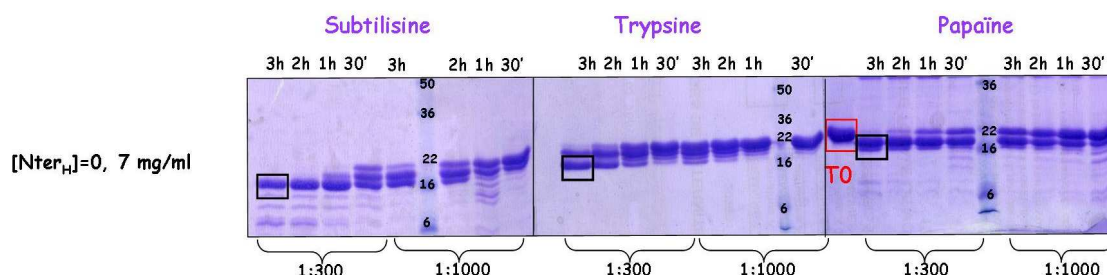 Subtilisine Trypsine Papaïne
3h 2h 1h 30' 3h 2h 1h 30' 3h 2h 1h 30' 3h 2h 1h 30' 3h 2h 1h 30' 3h 2h 1h 30'
50 50 36
36 36
22 22 22
[NterH]=0, 7 mg/ml 16 16 16
T0
6 6 6
1:300 1:1000 1:300 1:1000 1:300 1:1000